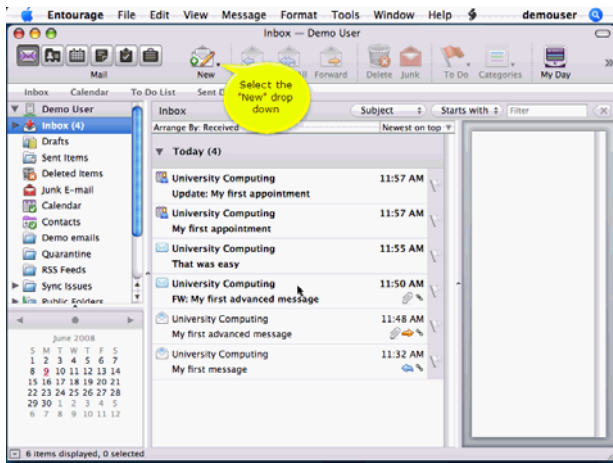 Entourage File Edit View Message Format Tools Window Help demouser
Inbox — Demo User
Mail New Forward Delete Junk To Do Categories My Day
Inbox Calendar To Do List
Select the
"New" drop
down
Demo User
Inbox (4)
Drafts
Sent Items
Deleted Items
Junk E-mail
Calendar
Contacts
Demo emails
Quarantine
RSS Feeds
Sync Issues
Public Folders
Inbox Subject Starts with Filter
Arrange By: Received Newest on top
Today (4)
University Computing 11:57 AM
Update: My first appointment
University Computing 11:57 AM
My first appointment
University Computing 11:55 AM
That was easy
University Computing 11:50 AM
FW: My first advanced message
University Computing 11:48 AM
My first advanced message
University Computing 11:32 AM
My first message
June 2008
S M T W T F S
1 2 3 4 5 6 7
8 9 10 11 12 13 14
15 16 17 18 19 20 21
22 23 24 25 26 27 28
29 30 1 2 3 4 5
6 7 8 9 10 11 12
6 items displayed, 0 selected